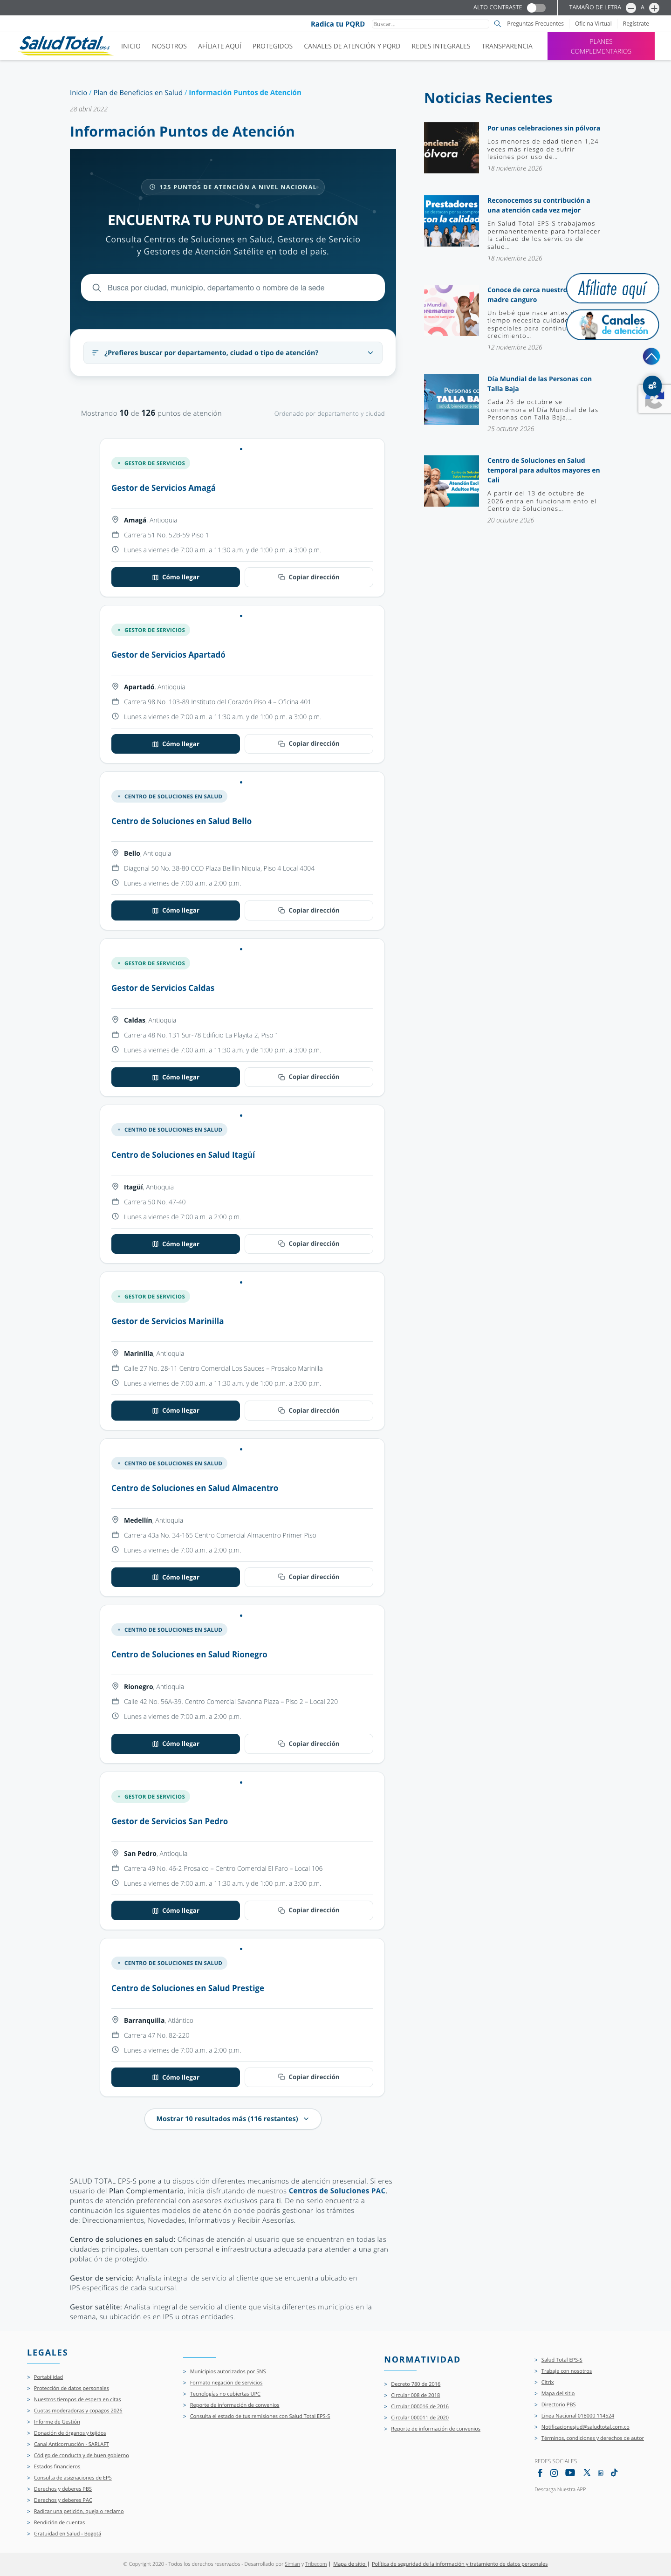 ALTO CONTRASTE
TAMAÑO DE LETRA A
Radica tu PQRD
Buscar...
Preguntas Frecuentes
Oficina Virtual
Regístrate
SaludTotal EPS-S
INICIO
NOSOTROS
AFÍLIATE AQUÍ
PROTEGIDOS
CANALES DE ATENCIÓN Y PQRD
REDES INTEGRALES
TRANSPARENCIA
PLANES
COMPLEMENTARIOS
Inicio / Plan de Beneficios en Salud / Información Puntos de Atención
28 abril 2022
Información Puntos de Atención
125 PUNTOS DE ATENCIÓN A NIVEL NACIONAL
ENCUENTRA TU PUNTO DE ATENCIÓN
Consulta Centros de Soluciones en Salud, Gestores de Servicio
y Gestores de Atención Satélite en todo el país.
Busca por ciudad, municipio, departamento o nombre de la sede
¿Prefieres buscar por departamento, ciudad o tipo de atención?
Mostrando 10 de 126 puntos de atención
Ordenado por departamento y ciudad
GESTOR DE SERVICIOS
Gestor de Servicios Amagá
Amagá, Antioquia
Carrera 51 No. 52B-59 Piso 1
Lunes a viernes de 7:00 a.m. a 11:30 a.m. y de 1:00 p.m. a 3:00 p.m.
Cómo llegar
Copiar dirección
GESTOR DE SERVICIOS
Gestor de Servicios Apartadó
Apartadó, Antioquia
Carrera 98 No. 103-89 Instituto del Corazón Piso 4 – Oficina 401
Lunes a viernes de 7:00 a.m. a 11:30 a.m. y de 1:00 p.m. a 3:00 p.m.
Cómo llegar
Copiar dirección
CENTRO DE SOLUCIONES EN SALUD
Centro de Soluciones en Salud Bello
Bello, Antioquia
Diagonal 50 No. 38-80 CCO Plaza Beillin Niquia, Piso 4 Local 4004
Lunes a viernes de 7:00 a.m. a 2:00 p.m.
Cómo llegar
Copiar dirección
GESTOR DE SERVICIOS
Gestor de Servicios Caldas
Caldas, Antioquia
Carrera 48 No. 131 Sur-78 Edificio La Playita 2, Piso 1
Lunes a viernes de 7:00 a.m. a 11:30 a.m. y de 1:00 p.m. a 3:00 p.m.
Cómo llegar
Copiar dirección
CENTRO DE SOLUCIONES EN SALUD
Centro de Soluciones en Salud Itagüí
Itagüí, Antioquia
Carrera 50 No. 47-40
Lunes a viernes de 7:00 a.m. a 2:00 p.m.
Cómo llegar
Copiar dirección
GESTOR DE SERVICIOS
Gestor de Servicios Marinilla
Marinilla, Antioquia
Calle 27 No. 28-11 Centro Comercial Los Sauces – Prosalco Marinilla
Lunes a viernes de 7:00 a.m. a 11:30 a.m. y de 1:00 p.m. a 3:00 p.m.
Cómo llegar
Copiar dirección
CENTRO DE SOLUCIONES EN SALUD
Centro de Soluciones en Salud Almacentro
Medellín, Antioquia
Carrera 43a No. 34-165 Centro Comercial Almacentro Primer Piso
Lunes a viernes de 7:00 a.m. a 2:00 p.m.
Cómo llegar
Copiar dirección
CENTRO DE SOLUCIONES EN SALUD
Centro de Soluciones en Salud Rionegro
Rionegro, Antioquia
Calle 42 No. 56A-39. Centro Comercial Savanna Plaza – Piso 2 – Local 220
Lunes a viernes de 7:00 a.m. a 2:00 p.m.
Cómo llegar
Copiar dirección
GESTOR DE SERVICIOS
Gestor de Servicios San Pedro
San Pedro, Antioquia
Carrera 49 No. 46-2 Prosalco – Centro Comercial El Faro – Local 106
Lunes a viernes de 7:00 a.m. a 11:30 a.m. y de 1:00 p.m. a 3:00 p.m.
Cómo llegar
Copiar dirección
CENTRO DE SOLUCIONES EN SALUD
Centro de Soluciones en Salud Prestige
Barranquilla, Atlántico
Carrera 47 No. 82-220
Lunes a viernes de 7:00 a.m. a 2:00 p.m.
Cómo llegar
Copiar dirección
Mostrar 10 resultados más (116 restantes)
SALUD TOTAL EPS-S pone a tu disposición diferentes mecanismos de atención presencial. Si eres
usuario del Plan Complementario, inicia disfrutando de nuestros Centros de Soluciones PAC,
puntos de atención preferencial con asesores exclusivos para ti. De no serlo encuentra a
continuación los siguientes modelos de atención donde podrás gestionar los trámites
de: Direccionamientos, Novedades, Informativos y Recibir Asesorías.
Centro de soluciones en salud: Oficinas de atención al usuario que se encuentran en todas las
ciudades principales, cuentan con personal e infraestructura adecuada para atender a una gran
población de protegido.
Gestor de servicio: Analista integral de servicio al cliente que se encuentra ubicado en
IPS específicas de cada sucursal.
Gestor satélite: Analista integral de servicio al cliente que visita diferentes municipios en la
semana, su ubicación es en IPS u otras entidades.
Noticias Recientes
Conciencia
Pólvora
Por unas celebraciones sin pólvora
Los menores de edad tienen 1,24
veces más riesgo de sufrir
lesiones por uso de…
18 noviembre 2026
Prestadores
con la calidad
Reconocemos su contribución a
una atención cada vez mejor
En Salud Total EPS-S trabajamos
permanentemente para fortalecer
la calidad de los servicios de
salud…
18 noviembre 2026
Conoce de cerca nuestro
madre canguro
Un bebé que nace antes
tiempo necesita cuidado
especiales para continu
crecimiento…
12 noviembre 2026
TALLA BAJA
Día Mundial de las Personas con
Talla Baja
Cada 25 de octubre se
conmemora el Día Mundial de las
Personas con Talla Baja,…
25 octubre 2026
Centro de Soluciones en Salud
temporal para adultos mayores en
Cali
A partir del 13 de octubre de
2026 entra en funcionamiento el
Centro de Soluciones…
20 octubre 2026
Afíliate aquí
Canales
de atención
LEGALES
> Portabilidad
> Protección de datos personales
> Nuestros tiempos de espera en citas
> Cuotas moderadoras y copagos 2026
> Informe de Gestión
> Donación de órganos y tejidos
> Canal Anticorrupción - SARLAFT
> Código de conducta y de buen gobierno
> Estados financieros
> Consulta de asignaciones de EPS
> Derechos y deberes PBS
> Derechos y deberes PAC
> Radicar una petición, queja o reclamo
> Rendición de cuentas
> Gratuidad en Salud - Bogotá
> Municipios autorizados por SNS
> Formato negación de servicios
> Tecnologías no cubiertas UPC
> Reporte de información de convenios
> Consulta el estado de tus remisiones con Salud Total EPS-S
NORMATIVIDAD
> Decreto 780 de 2016
> Circular 008 de 2018
> Circular 000016 de 2016
> Circular 000011 de 2020
> Reporte de información de convenios
> Salud Total EPS-S
> Trabaje con nosotros
> Citrix
> Mapa del sitio
> Directorio PBS
> Línea Nacional 018000 114524
> Notificacionesjud@saludtotal.com.co
> Términos, condiciones y derechos de autor
REDES SOCIALES
Descarga Nuestra APP
© Copyright 2020 - Todos los derechos reservados - Desarrollado por Simian y Tribecom | Mapa de sitio | Política de seguridad de la información y tratamiento de datos personales